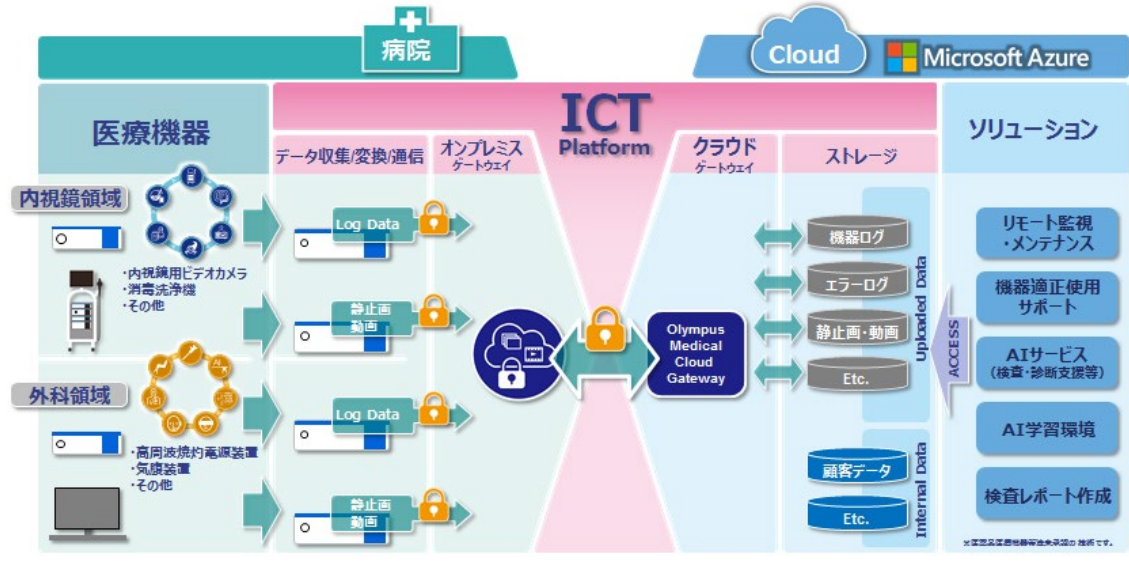 病院
Cloud
Microsoft Azure
医療機器
ICT
Platform
データ収集/変換/通信
オンプレミス
ゲートウェイ
クラウド
ゲートウェイ
ストレージ
ソリューション
内視鏡領域
・内視鏡用ビデオカメラ
・消毒洗浄機
・その他
Log Data
静止画
動画
外科領域
・高周波焼灼電源装置
・気腹装置
・その他
Log Data
静止画
動画
Olympus
Medical
Cloud
Gateway
機器ログ
エラーログ
静止画・動画
Etc.
Uploaded Data
顧客データ
Etc.
Internal Data
ACCESS
リモート監視
・メンテナンス
機器適正使用
サポート
AIサービス
(検査・診断支援等)
AI学習環境
検査レポート作成